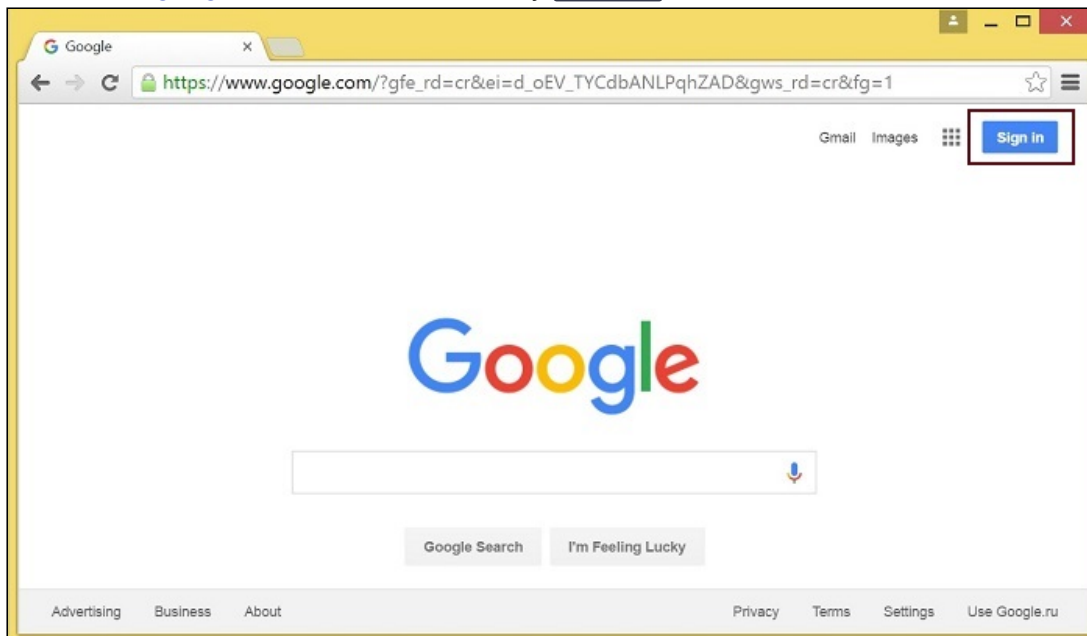 Google
https://www.google.com/?gfe_rd=cr&ei=d_oEV_TYCdbANLPqhZAD&gws_rd=cr&fg=1
Gmail Images Sign in
Google
Google Search I'm Feeling Lucky
Advertising Business About Privacy Terms Settings Use Google.ru